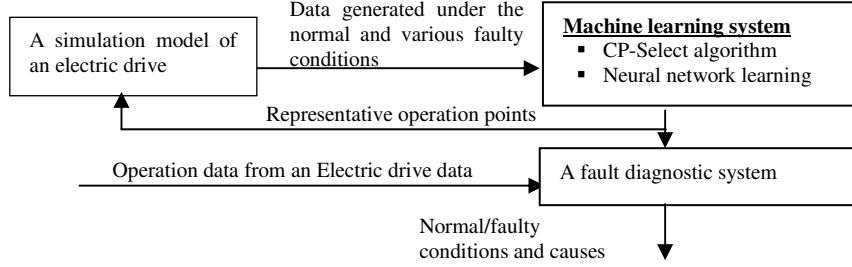 Data generated under the
normal and various faulty
conditions
A simulation model of
an electric drive
Machine learning system
▪ CP-Select algorithm
▪ Neural network learning
Representative operation points
Operation data from an Electric drive data
A fault diagnostic system
Normal/faulty
conditions and causes